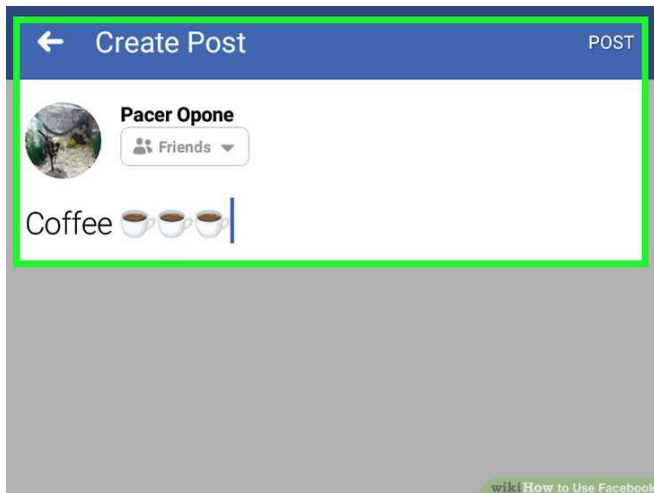 Create Post
POST
Pacer Opone
Friends
Coffee ☕☕☕
wikiHow to Use Facebook